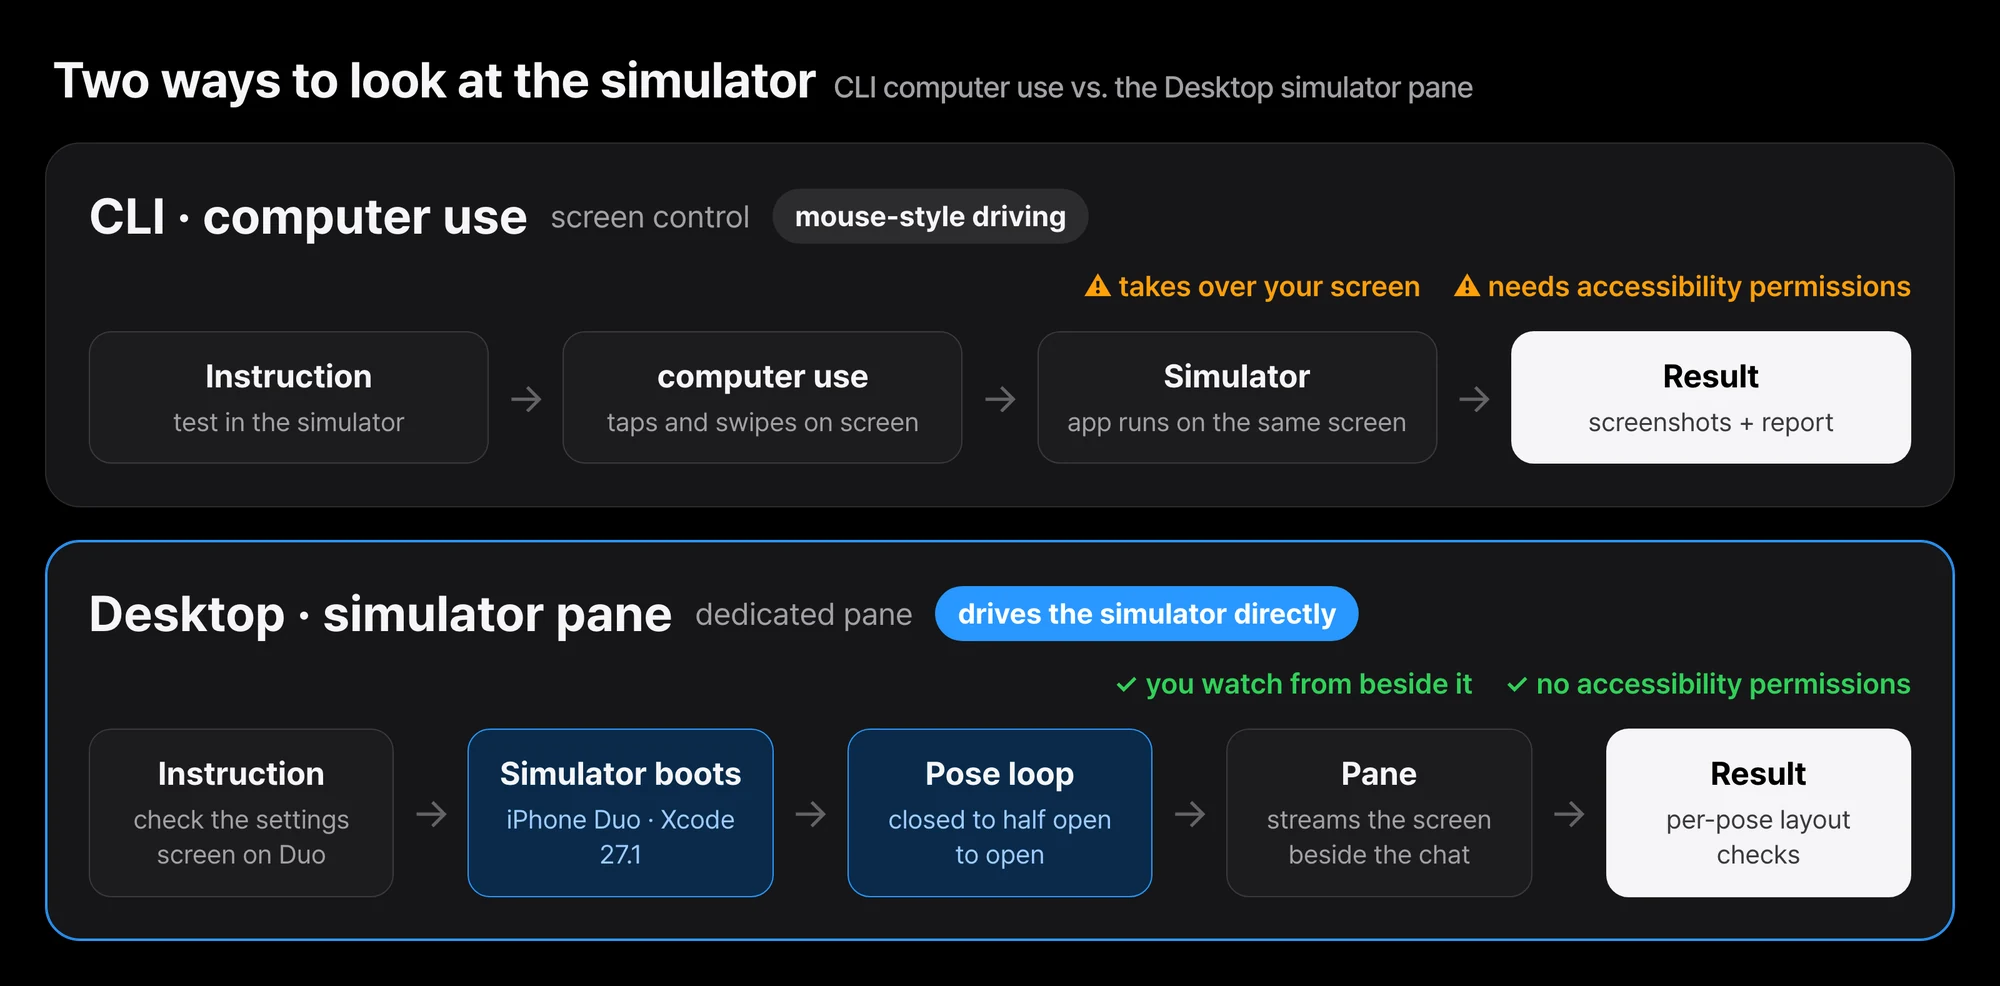 Two ways to look at the simulator CLI computer use vs. the Desktop simulator pane
CLI · computer use screen control mouse-style driving
⚠ takes over your screen ⚠ needs accessibility permissions
Instruction
test in the simulator
→
computer use
taps and swipes on screen
→
Simulator
app runs on the same screen
→
Result
screenshots + report
Desktop · simulator pane dedicated pane drives the simulator directly
✓ you watch from beside it ✓ no accessibility permissions
Instruction
check the settings
screen on Duo
→
Simulator boots
iPhone Duo · Xcode
27.1
→
Pose loop
closed to half open
to open
→
Pane
streams the screen
beside the chat
→
Result
per-pose layout
checks